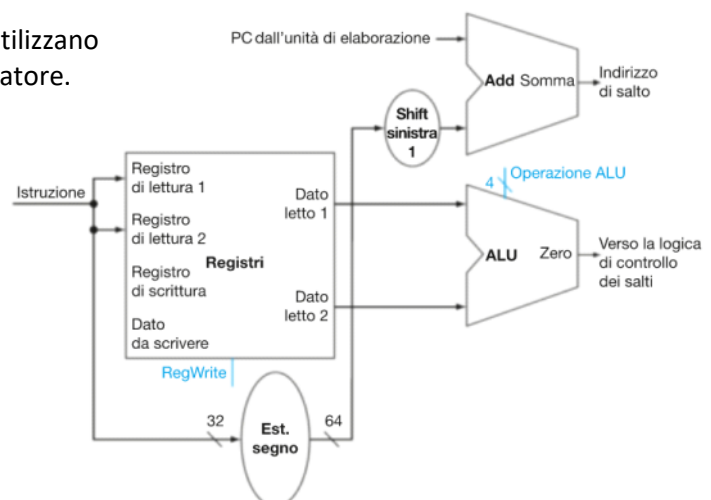 tilizzano
atore.
PC dall'unità di elaborazione
Add Somma
Indirizzo
di salto
Shift
sinistra
1
Istruzione
Registro
di lettura 1
Registro
di lettura 2
Registri
Registro
di scrittura
Dato
da scrivere
Dato
letto 1
Dato
letto 2
RegWrite
4
Operazione ALU
ALU
Zero
Verso la logica
di controllo
dei salti
32
Est.
segno
64